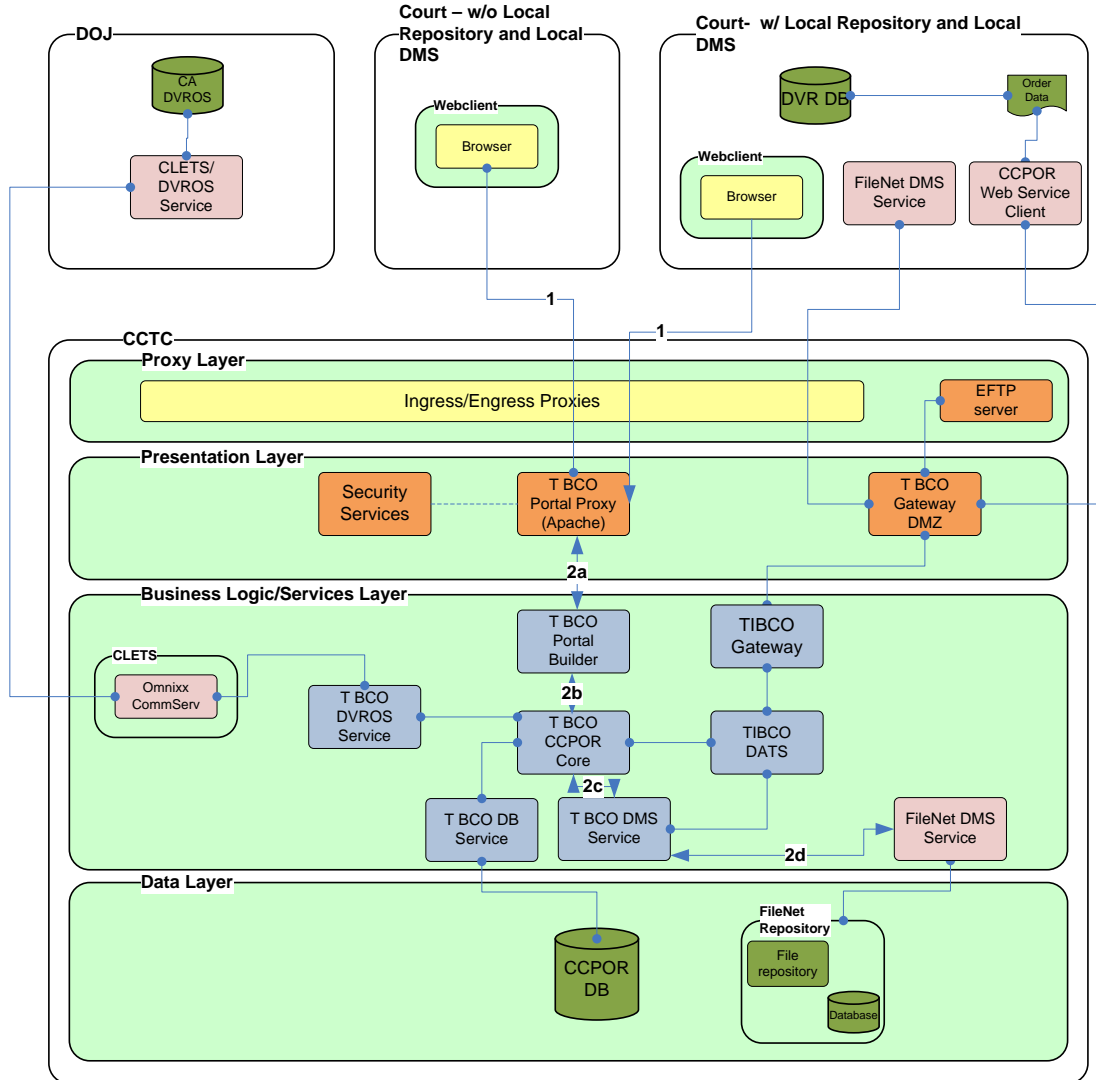 DOJ
CA
DVROS
CLETS/
DVROS
Service
Court – w/o Local
Repository and Local
DMS
Webclient
Browser
Court- w/ Local Repository and Local
DMS
DVR DB
Order
Data
Webclient
Browser
FileNet DMS
Service
CCPOR
Web Service
Client
1
1
CCTC
Proxy Layer
Ingress/Engress Proxies
EFTP
server
Presentation Layer
Security
Services
T BCO
Portal Proxy
(Apache)
T BCO
Gateway
DMZ
2a
Business Logic/Services Layer
T BCO
Portal
Builder
TIBCO
Gateway
CLETS
Omnixx
CommServ
2b
T BCO
DVROS
Service
T BCO
CCPOR
Core
TIBCO
DATS
2c
T BCO DB
Service
T BCO DMS
Service
FileNet DMS
Service
2d
Data Layer
CCPOR
DB
FileNet
Repository
File
repository
Database